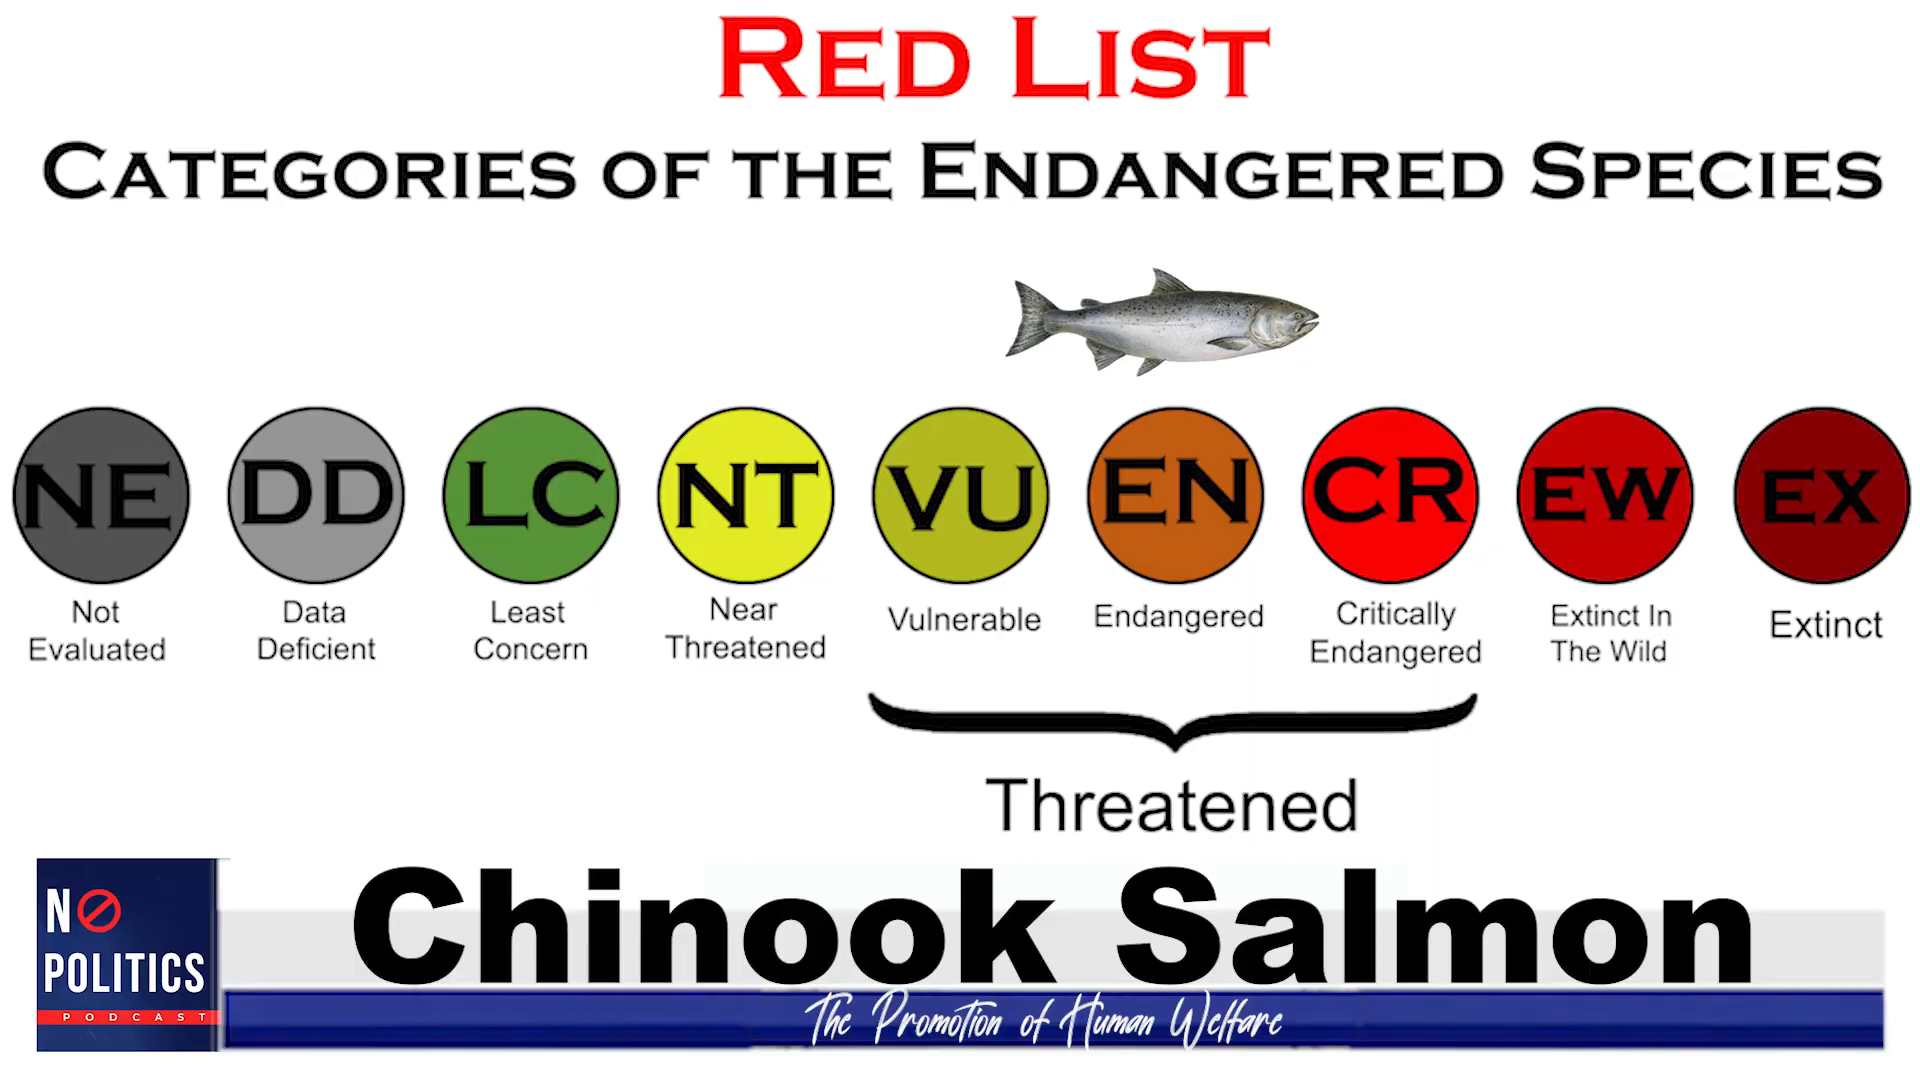 RED LIST
CATEGORIES OF THE ENDANGERED SPECIES
NE DD LC NT VU EN CR EW EX
Not Evaluated
Data Deficient
Least Concern
Near Threatened
Vulnerable
Endangered
Critically Endangered
Extinct In The Wild
Extinct
Threatened
NO
POLITICS
PODCAST
Chinook Salmon
The Promotion of Human Welfare